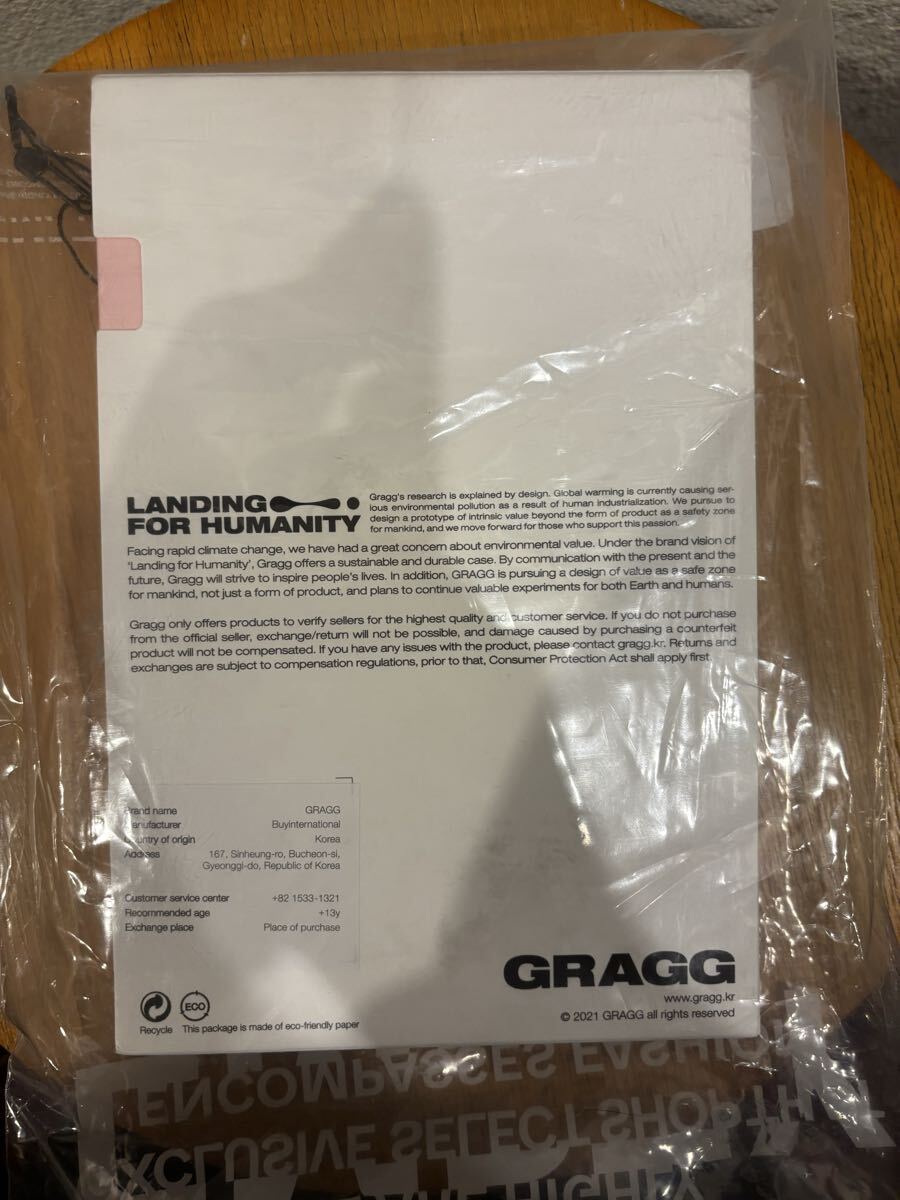 LANDING
FOR HUMANITY
Gragg's research is explained by design. Global warming is currently causing ser-
ious environmental pollution as a result of human industrialization. We pursue to
design a prototype of intrinsic value beyond the form of product as a safety zone
for mankind, and we move forward for those who support this passion.
Facing rapid climate change, we have had a great concern about environmental value. Under the brand vision of
'Landing for Humanity', Gragg offers a sustainable and durable case. By communication with the present and the
future, Gragg will strive to inspire people's lives. In addition, GRAGG is pursuing a design of value as a safe zone
for mankind, not just a form of product, and plans to continue valuable experiments for both Earth and humans.
Gragg only offers products to verify sellers for the highest quality and customer service. If you do not purchase
from the official seller, exchange/return will not be possible, and damage caused by purchasing a counterfeit
product will not be compensated. If you have any issues with the product, please contact gragg.kr. Returns and
exchanges are subject to compensation regulations, prior to that, Consumer Protection Act shall apply first.
Brand name GRAGG
Manufacturer Buyinternational
Country of origin Korea
Address 167, Sinheung-ro, Bucheon-si,
Gyeonggi-do, Republic of Korea
Customer service center +82 1533-1321
Recommended age +13y
Exchange place Place of purchase
GRAGG
www.gragg.kr
© 2021 GRAGG all rights reserved
ECO
Recycle This package is made of eco-friendly paper
ENCOMPASSES FASHION
EXCLUSIVE SELECT SHOP THAT
HIGHLY